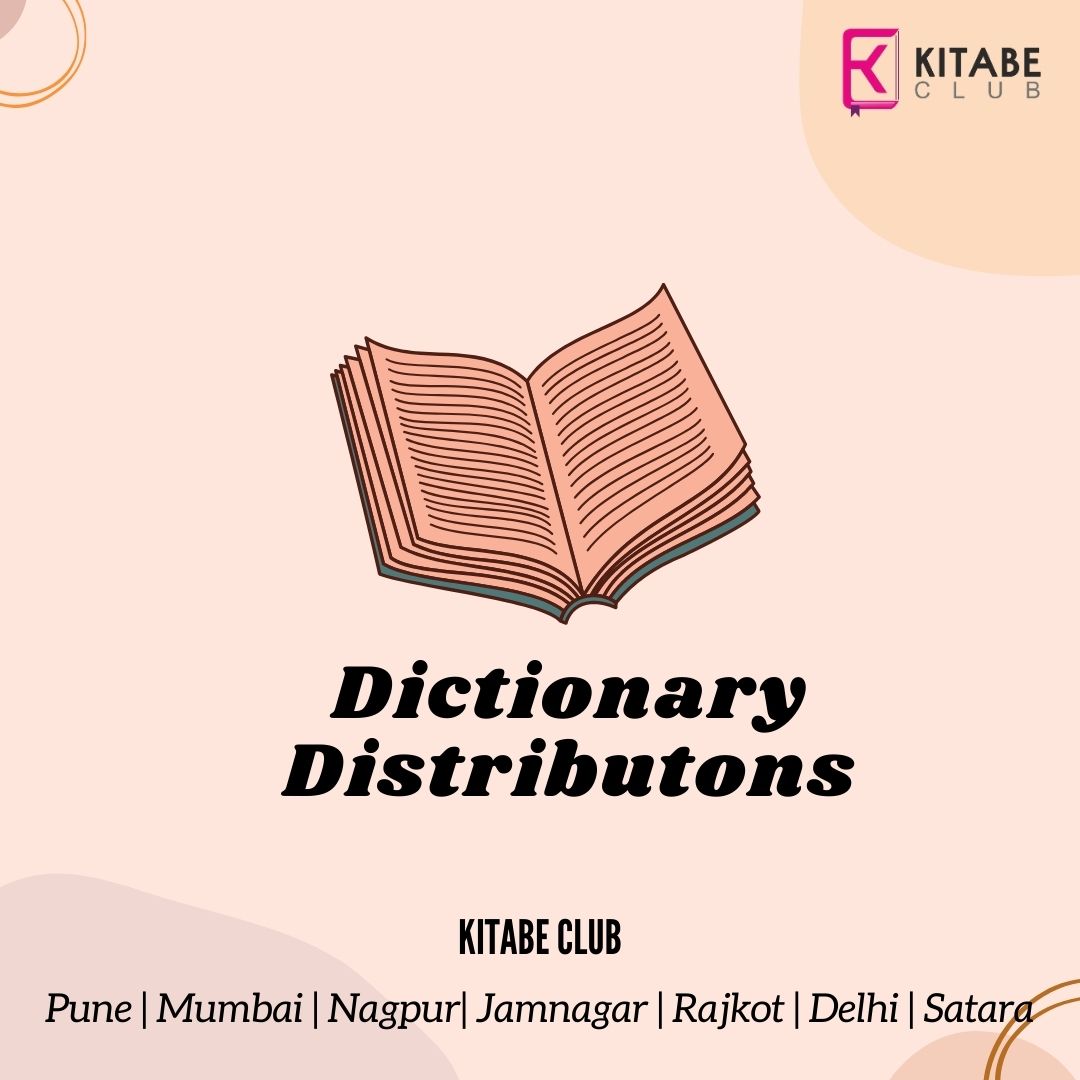 KITABE
CLUB
Dictionary
Distributons
KITABE CLUB
Pune | Mumbai | Nagpur| Jamnagar | Rajkot | Delhi | Satara